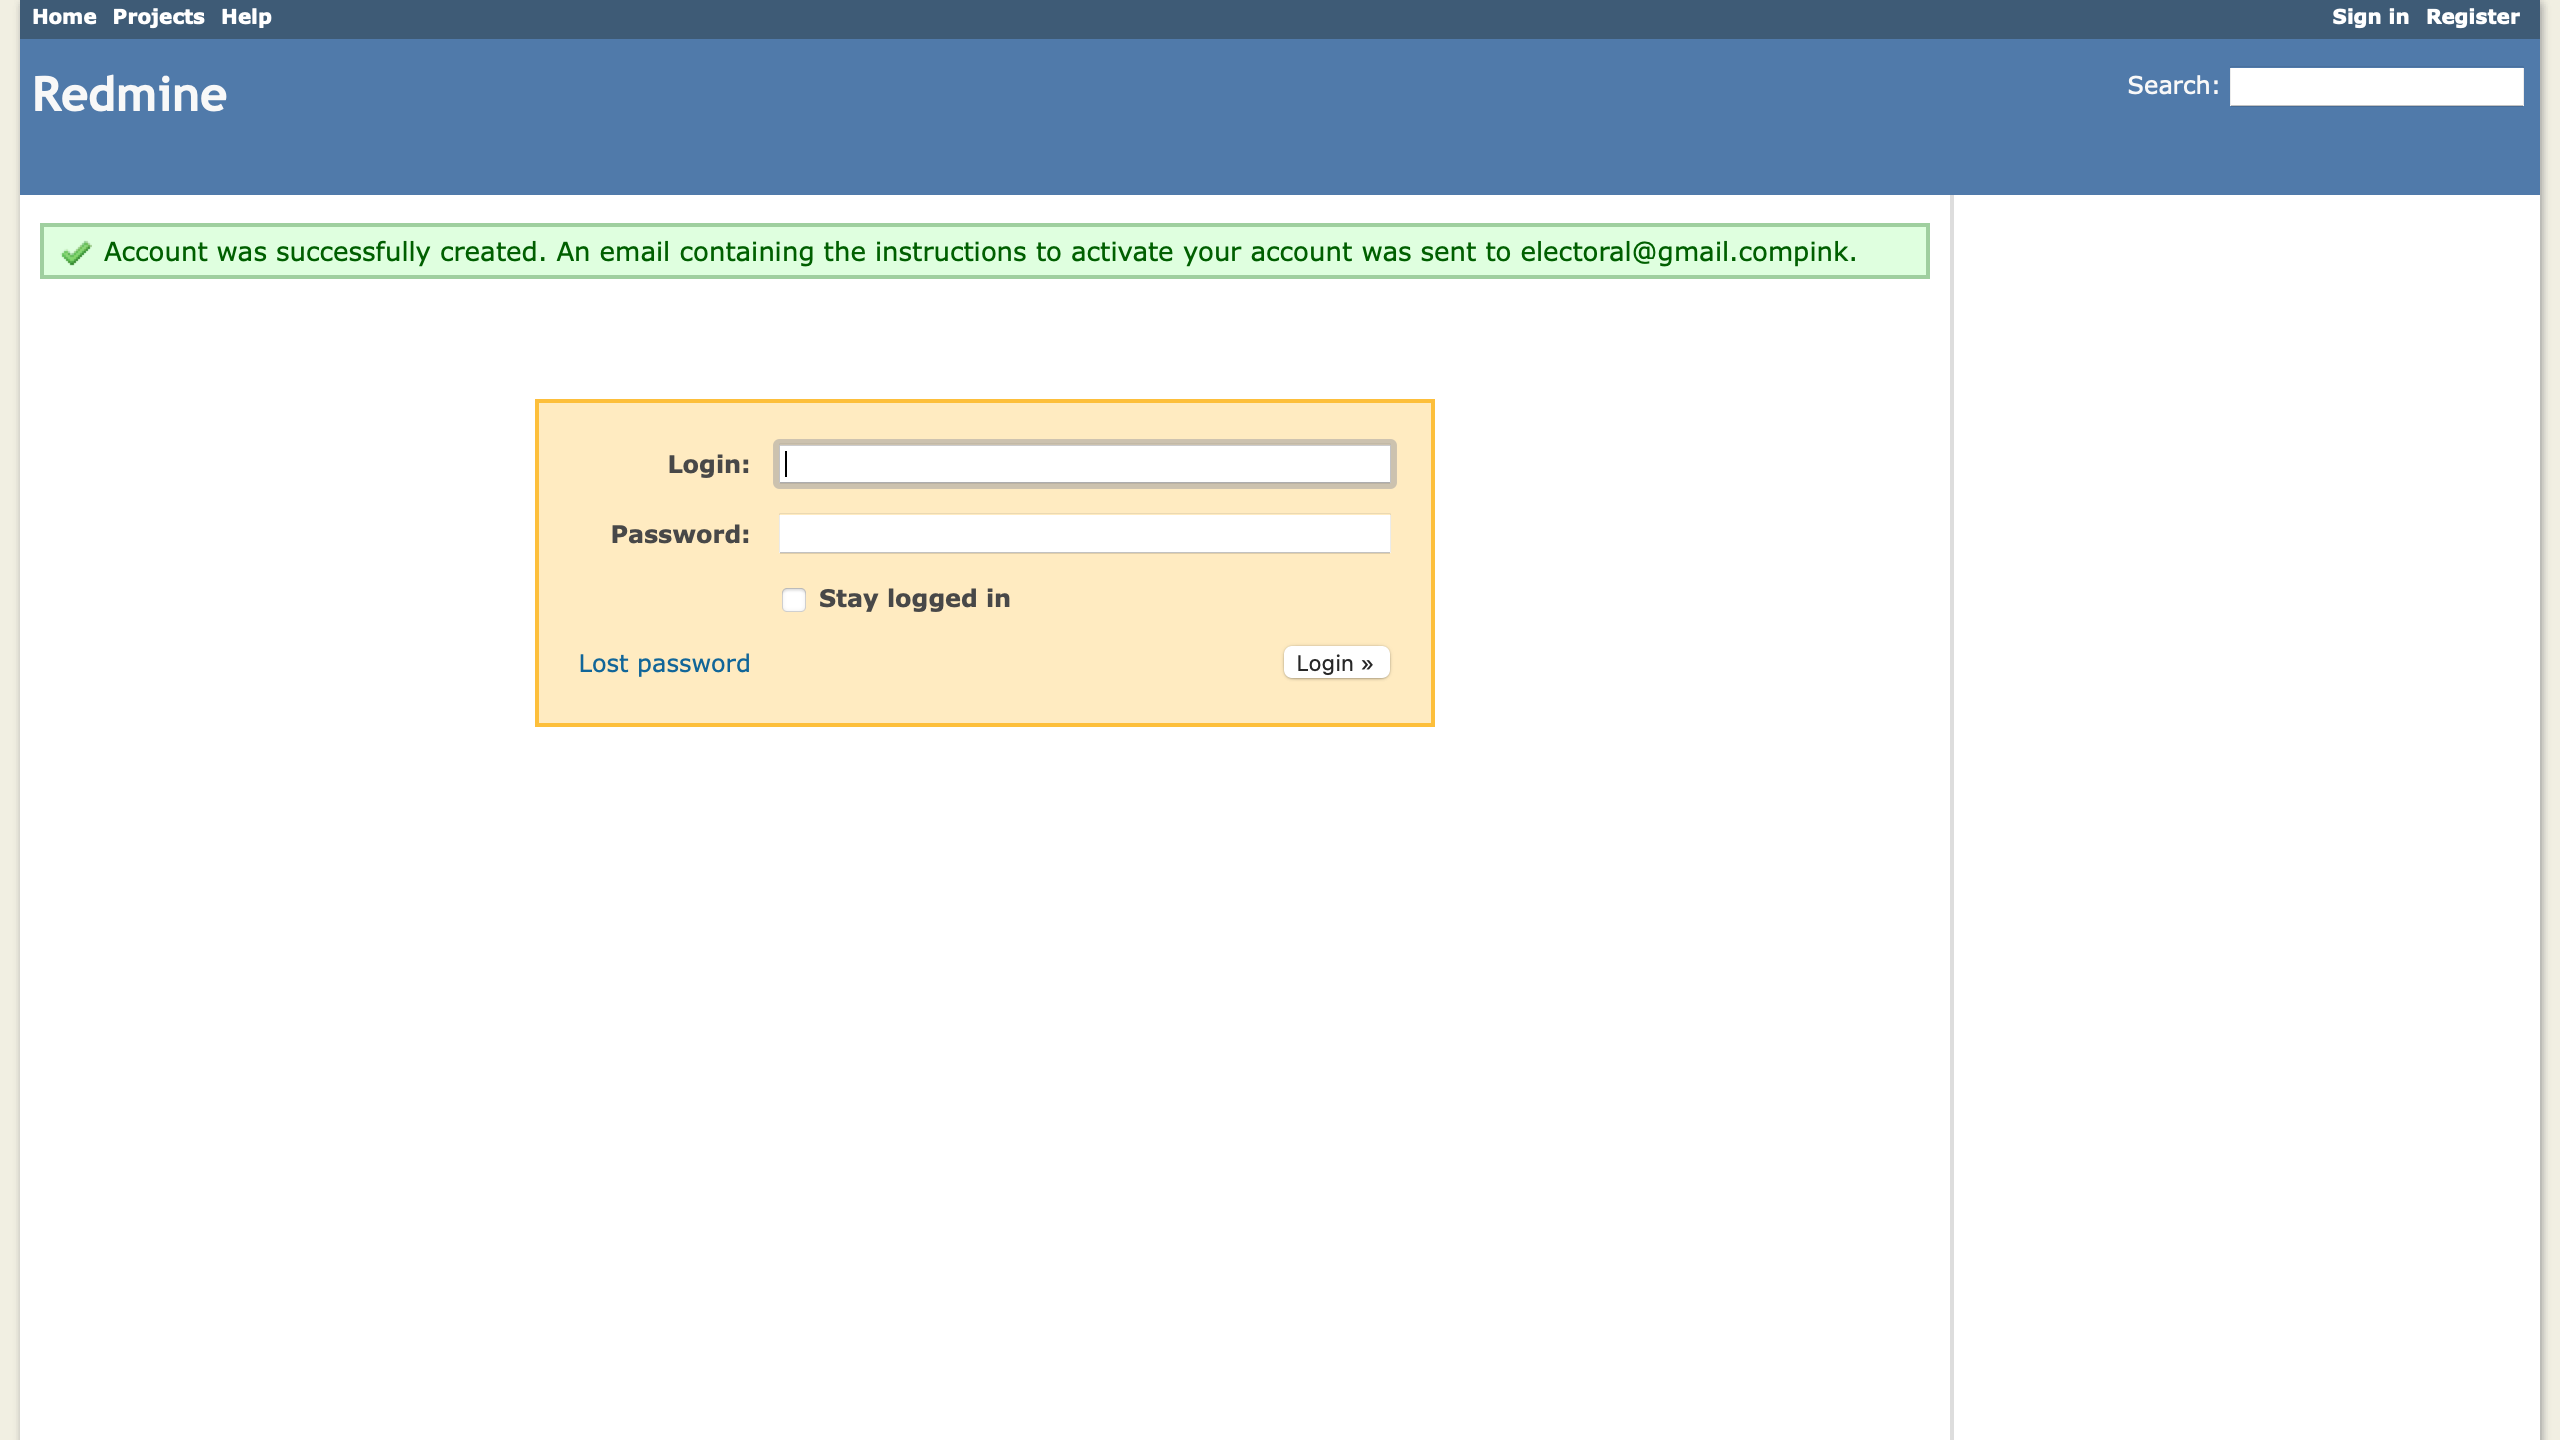 Home Projects Help Sign in Register
Redmine
Search:
Account was successfully created. An email containing the instructions to activate your account was sent to electoral@gmail.compink.
Login:
Password:
Stay logged in
Lost password
Login »